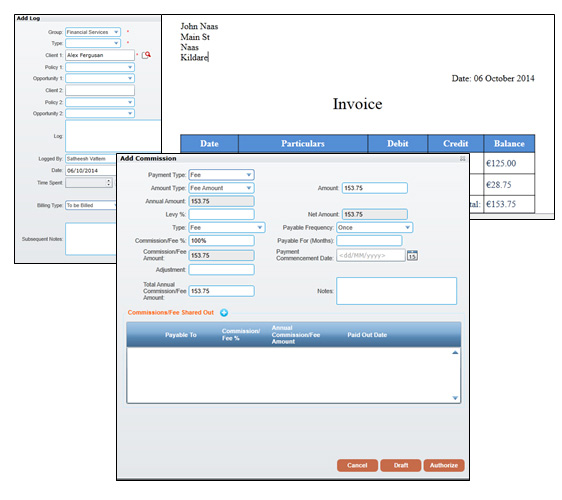 Add Log
Group: Financial Services *
Type: *
Client 1: Alex Ferguson *
Policy 1:
Opportunity 1:
Client 2:
Policy 2:
Opportunity 2:
Log:
Logged By: Satheesh Vattem
Date: 06/10/2014
Time Spent:
Billing Type: To be Billed
Subsequent Notes:
John Naas
Main St
Naas
Kildare
Date: 06 October 2014
Invoice
Date Particulars Debit Credit Balance
€125.00
€28.75
tal: €153.75
Add Commission
Payment Type: Fee
Amount Type: Fee Amount Amount: 153.75
Annual Amount: 153.75
Levy %: Net Amount: 153.75
Type: Fee Payable Frequency: Once
Commission/Fee %: 100% Payable For (Months):
Commission/Fee Amount: 153.75 Payment Commencement Date: <dd/MM/yyyy> 15
Adjustment:
Total Annual Commission/Fee Amount: 153.75 Notes:
Commissions/Fee Shared Out
Payable To Commission/ Fee % Annual Commission/Fee Amount Paid Out Date
Cancel Draft Authorize